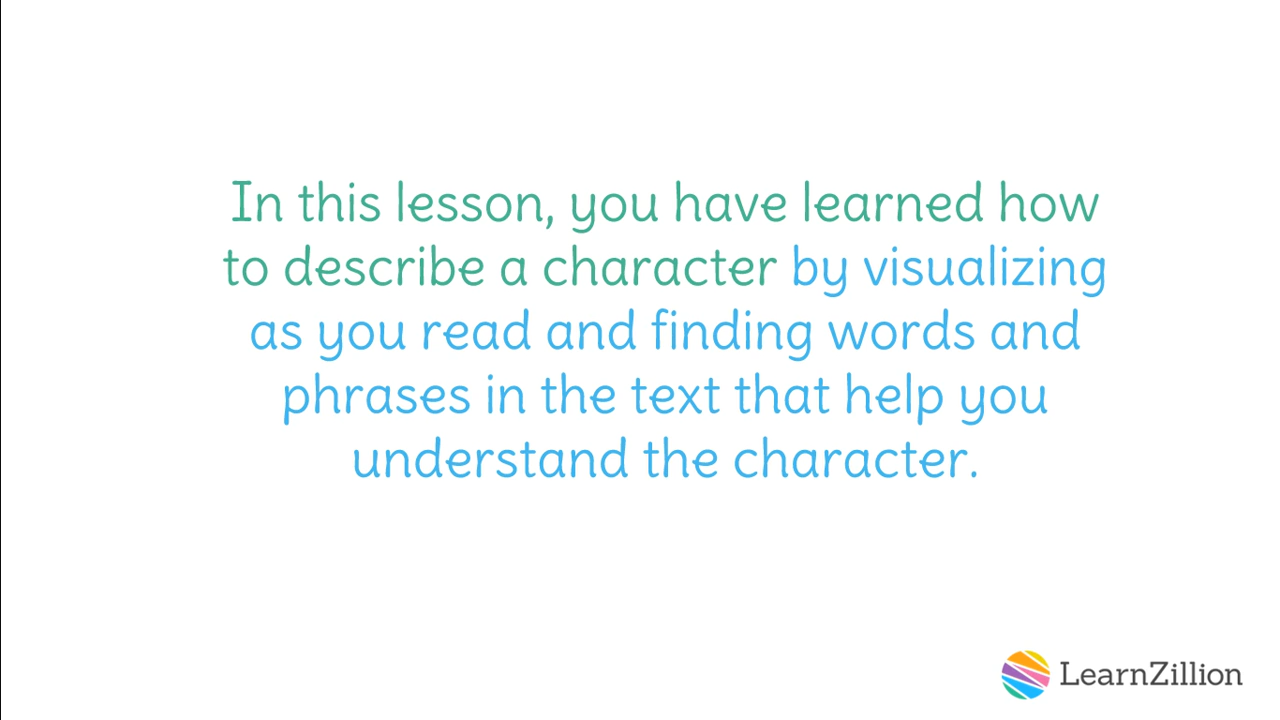 In this lesson, you have learned how
to describe a character by visualizing
as you read and finding words and
phrases in the text that help you
understand the character.
LearnZillion